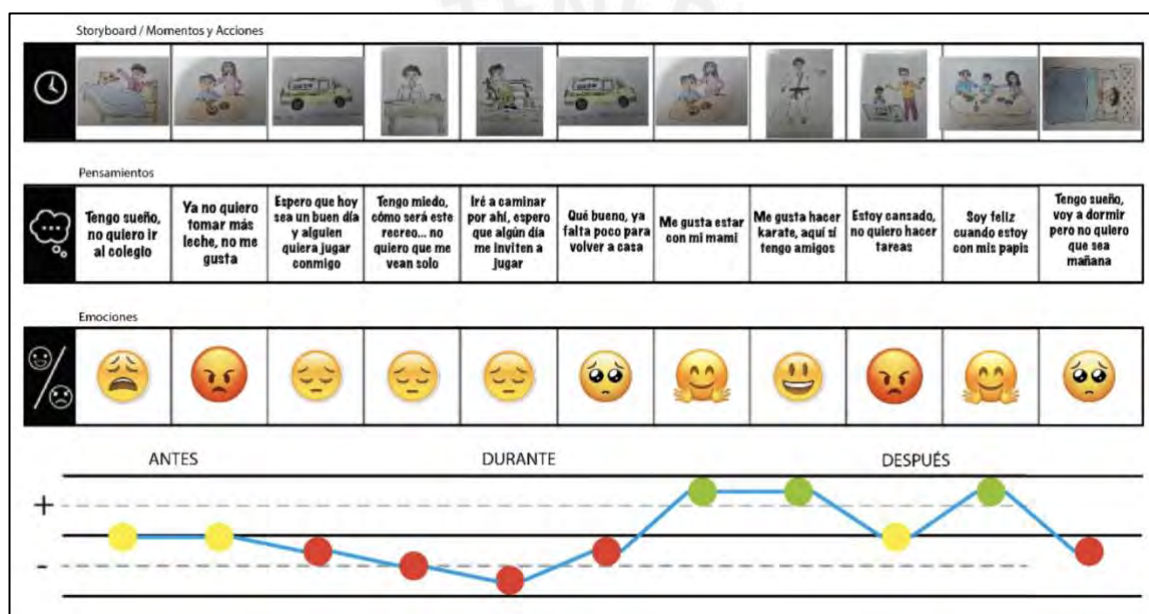 Storyboard / Momentos y Acciones
Pensamientos
Tengo sueño,
no quiero ir
al colegio
Ya no quiero
tomar más
leche, no me
gusta
Espero que hoy
sea un buen día
y alguien
quiera jugar
conmigo
Tengo miedo,
cómo será este
recreo... no
quiero que me
vean solo
Iré a caminar
por ahí, espero
que algún día
me inviten a
jugar
Qué bueno, ya
falta poco para
volver a casa
Me gusta estar
con mi mami
Me gusta hacer
karate, aquí sí
tengo amigos
Estoy cansado,
no quiero hacer
tareas
Soy feliz
cuando estoy
con mis papis
Tengo sueño,
voy a dormir
pero no quiero
que sea
mañana
Emociones
ANTES
DURANTE
DESPUÉS
+
-